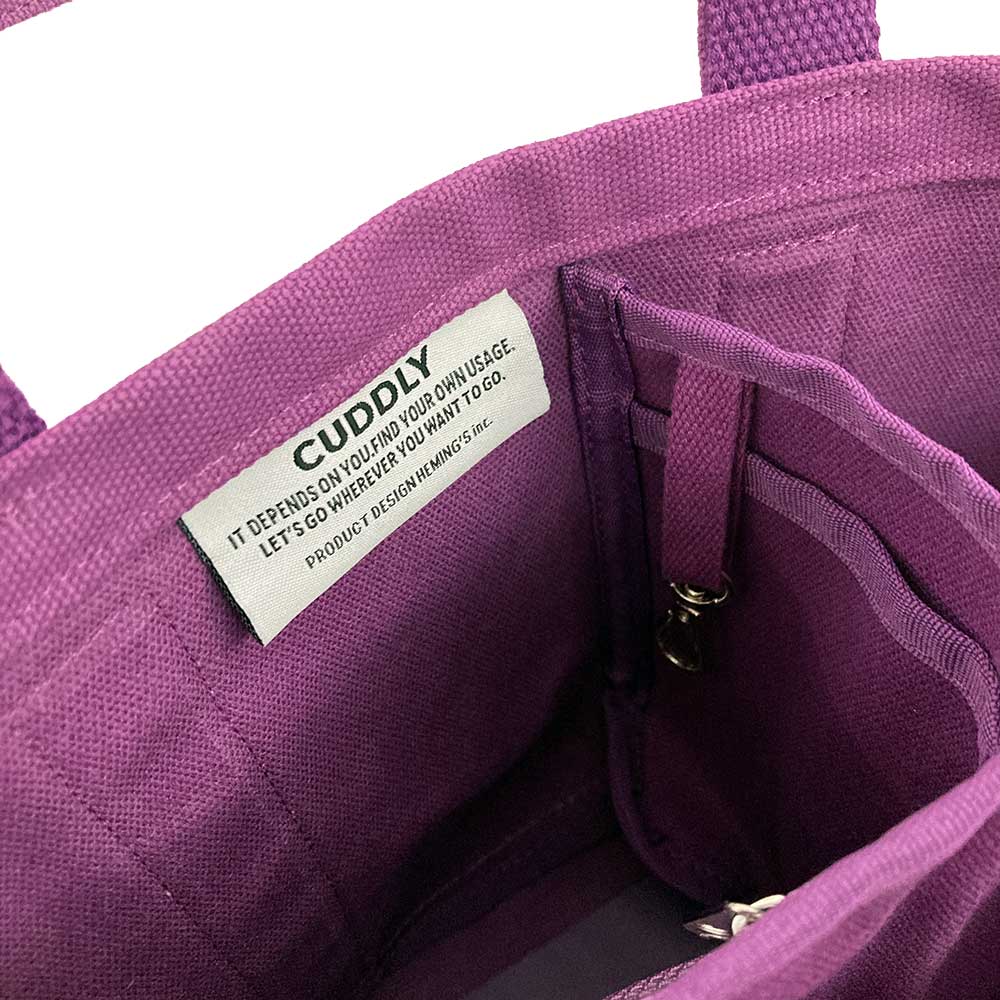 CUDDLY
IT DEPENDS ON YOU.FIND YOUR OWN USAGE.
LET'S GO WHEREVER YOU WANT TO GO.
PRODUCT DESIGN HEMING'S inc.